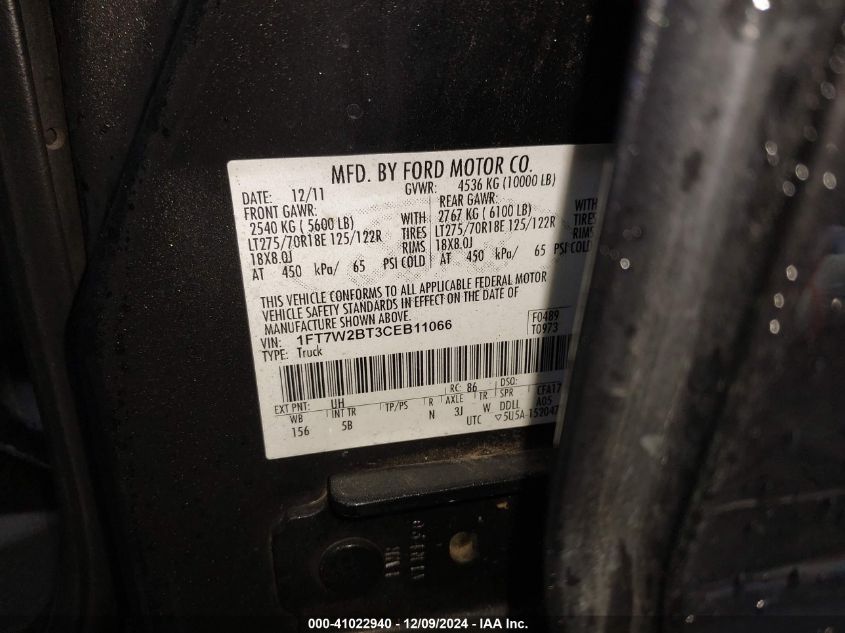 MFD. BY FORD MOTOR CO.
DATE: 12/11 GVWR: 4536 KG (10000 LB)
FRONT GAWR: REAR GAWR:
2540 KG ( 5600 LB) WITH 2767 KG ( 6100 LB) WITH
LT275/70R18E 125/122R TIRES LT275/70R18E 125/122R TIRES
18X8.0J RIMS 18X8.0J RIMS
AT 450 kPa/ 65 PSI COLD AT 450 kPa/ 65 PSI COLD
THIS VEHICLE CONFORMS TO ALL APPLICABLE FEDERAL MOTOR
VEHICLE SAFETY STANDARDS IN EFFECT ON THE DATE OF
MANUFACTURE SHOWN ABOVE.
VIN: 1FT7W2BT3CEB11066 F0489
TYPE: Truck T0973
EXT PNT: UH RC: 86 DSO:
WB INT TR TP/PS R AXLE TR SPR CFA17
156 5B N 3J W DDLL A05
UTC ▽5U5A-152047
000-41022940 / 12/09/2024 - IAA Inc.